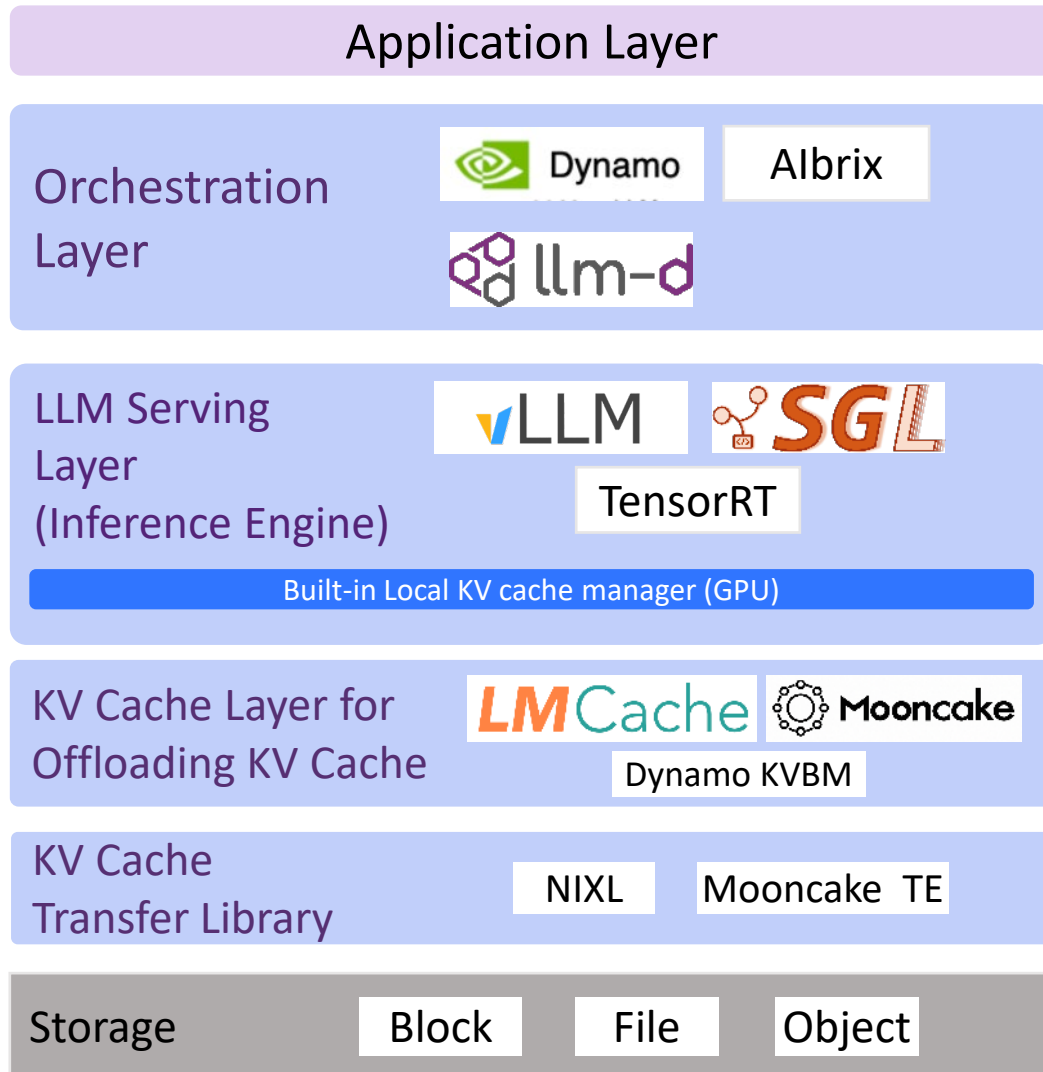 Application Layer
Orchestration
Layer
Dynamo
AIbrix
llm-d
LLM Serving
Layer
(Inference Engine)
vLLM
SGL
TensorRT
Built-in Local KV cache manager (GPU)
KV Cache Layer for
Offloading KV Cache
LMCache
Mooncake
Dynamo KVBM
KV Cache
Transfer Library
NIXL
Mooncake TE
Storage
Block
File
Object